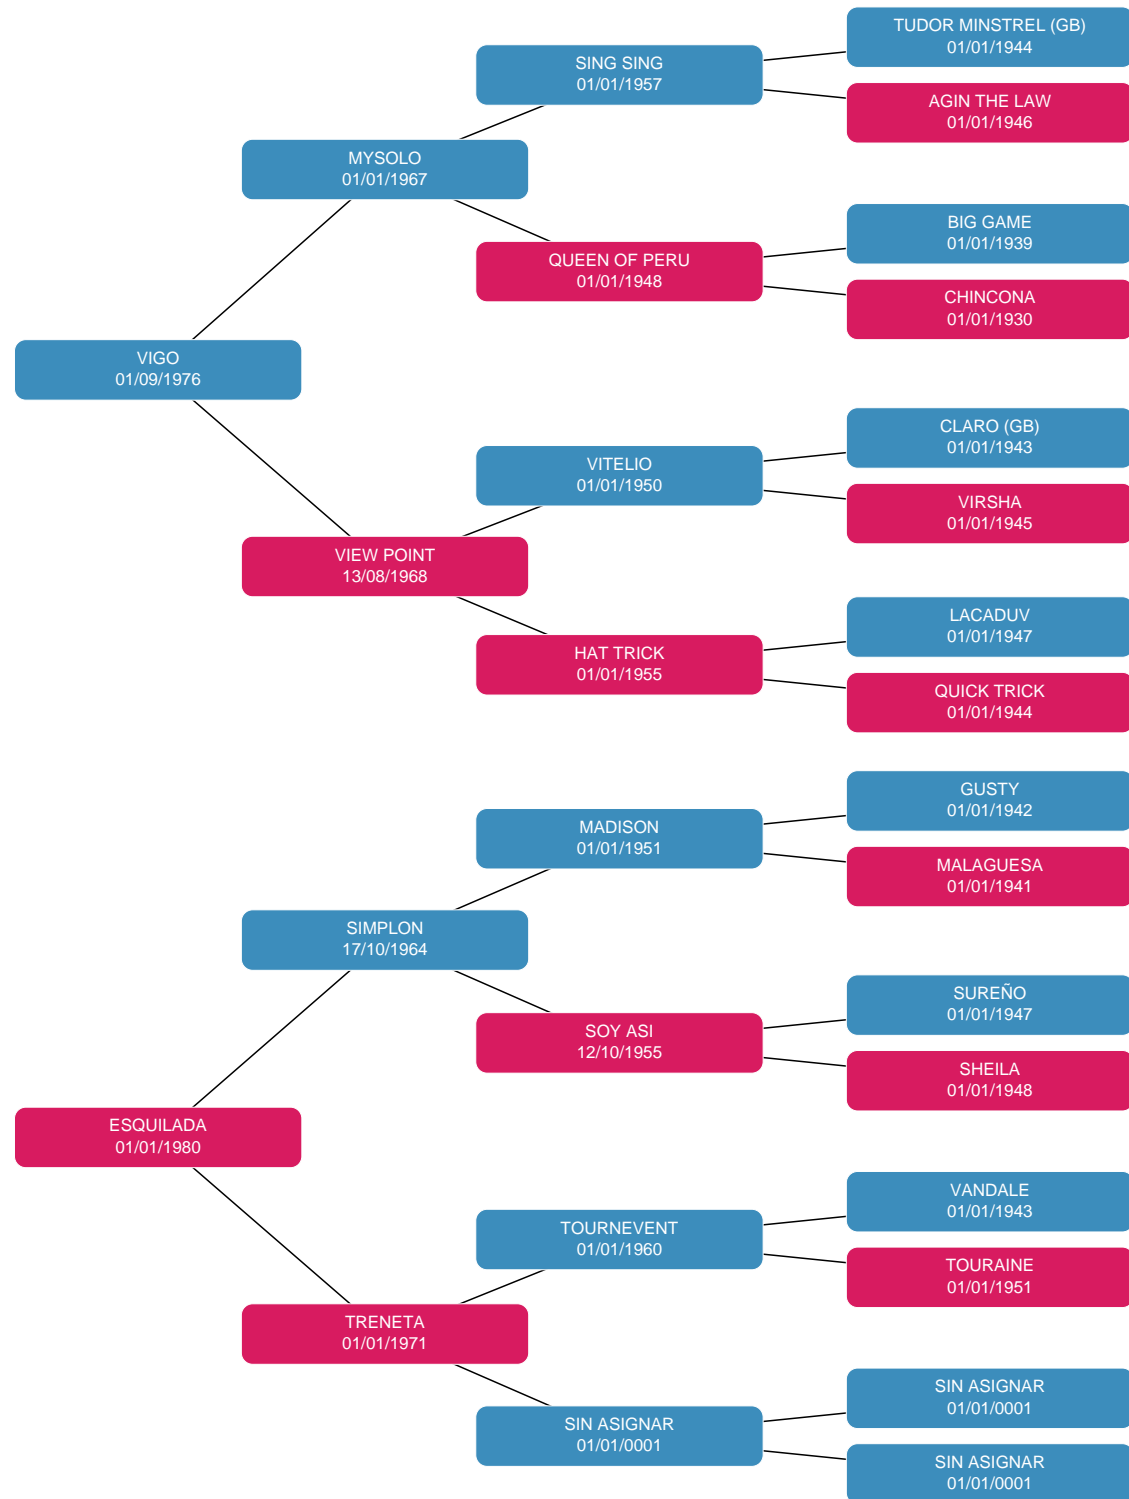 TUDOR MINSTREL (GB)
01/01/1944
SING SING
01/01/1957
AGIN THE LAW
01/01/1946
MYSOLO
01/01/1967
BIG GAME
01/01/1939
QUEEN OF PERU
01/01/1948
CHINCONA
01/01/1930
VIGO
01/09/1976
CLARO (GB)
01/01/1943
VITELIO
01/01/1950
VIRSHA
01/01/1945
VIEW POINT
13/08/1968
LACADUV
01/01/1947
HAT TRICK
01/01/1955
QUICK TRICK
01/01/1944
GUSTY
01/01/1942
MADISON
01/01/1951
MALAGUESA
01/01/1941
SIMPLON
17/10/1964
SUREÑO
01/01/1947
SOY ASI
12/10/1955
SHEILA
01/01/1948
ESQUILADA
01/01/1980
VANDALE
01/01/1943
TOURNEVENT
01/01/1960
TOURAINE
01/01/1951
TRENETA
01/01/1971
SIN ASIGNAR
01/01/0001
SIN ASIGNAR
01/01/0001
SIN ASIGNAR
01/01/0001